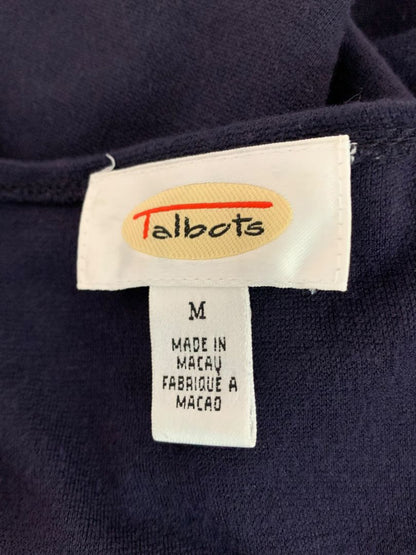 Talbots
M
MADE IN
MACAU
FABRIQUE A
MACAO